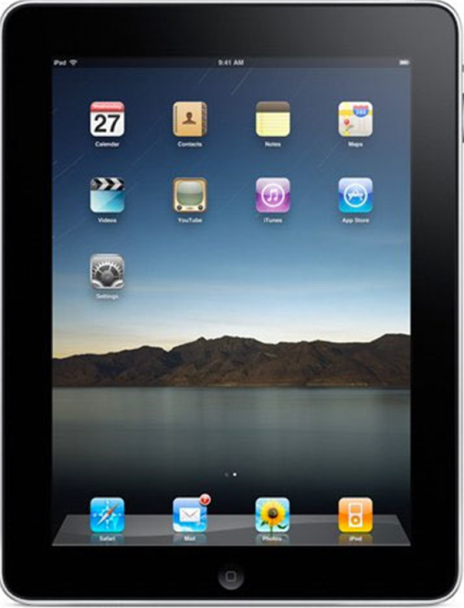 iPad 9:41 AM
Wednesday
27
Calendar Contacts Notes Maps
Videos YouTube iTunes App Store
Settings
Safari Mail Photos iPod